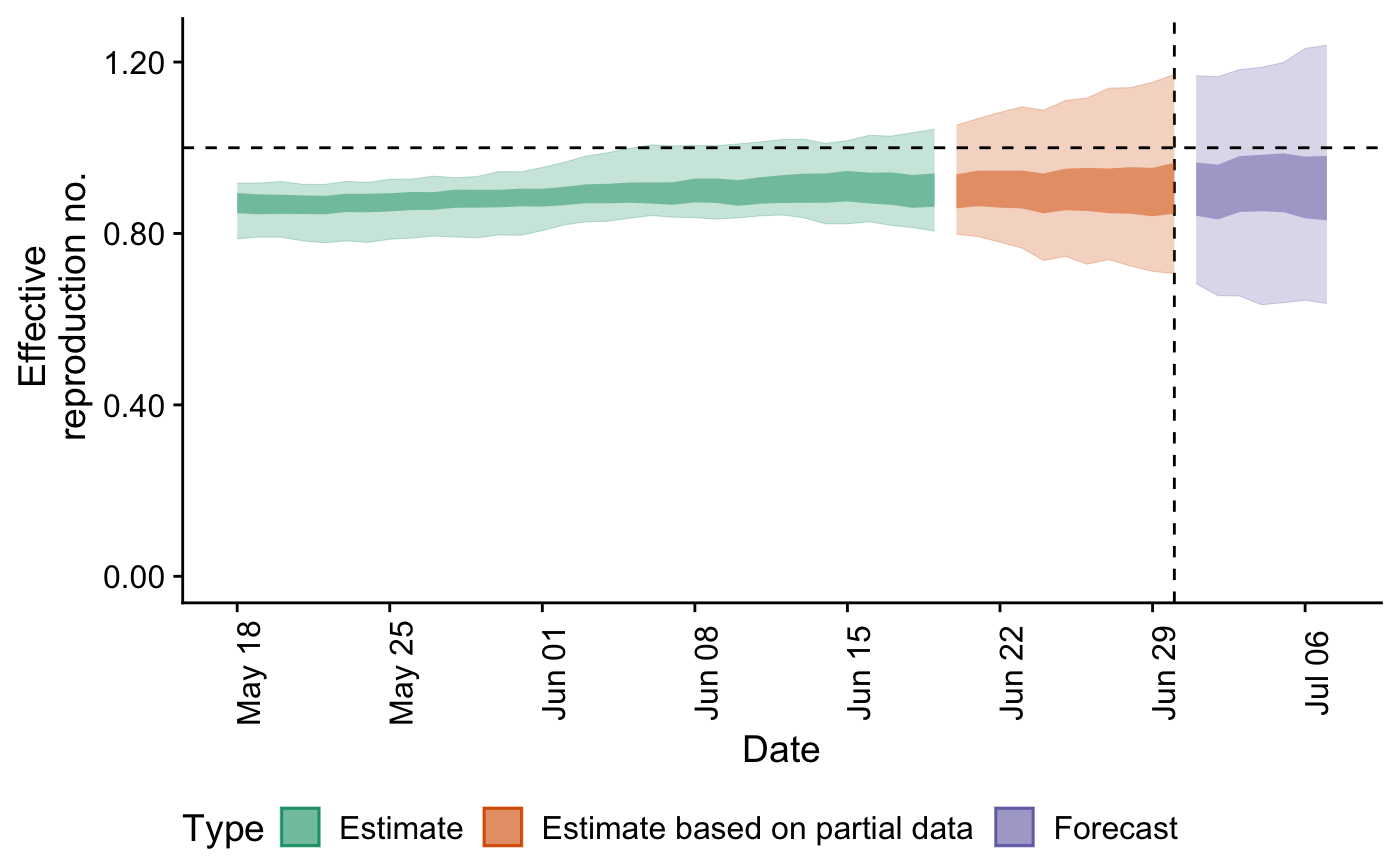 Effective
reproduction no.
1.20
0.80
0.40
0.00
May 18
May 25
Jun 01
Jun 08
Jun 15
Jun 22
Jun 29
Jul 06
Date
Type Estimate Estimate based on partial data Forecast